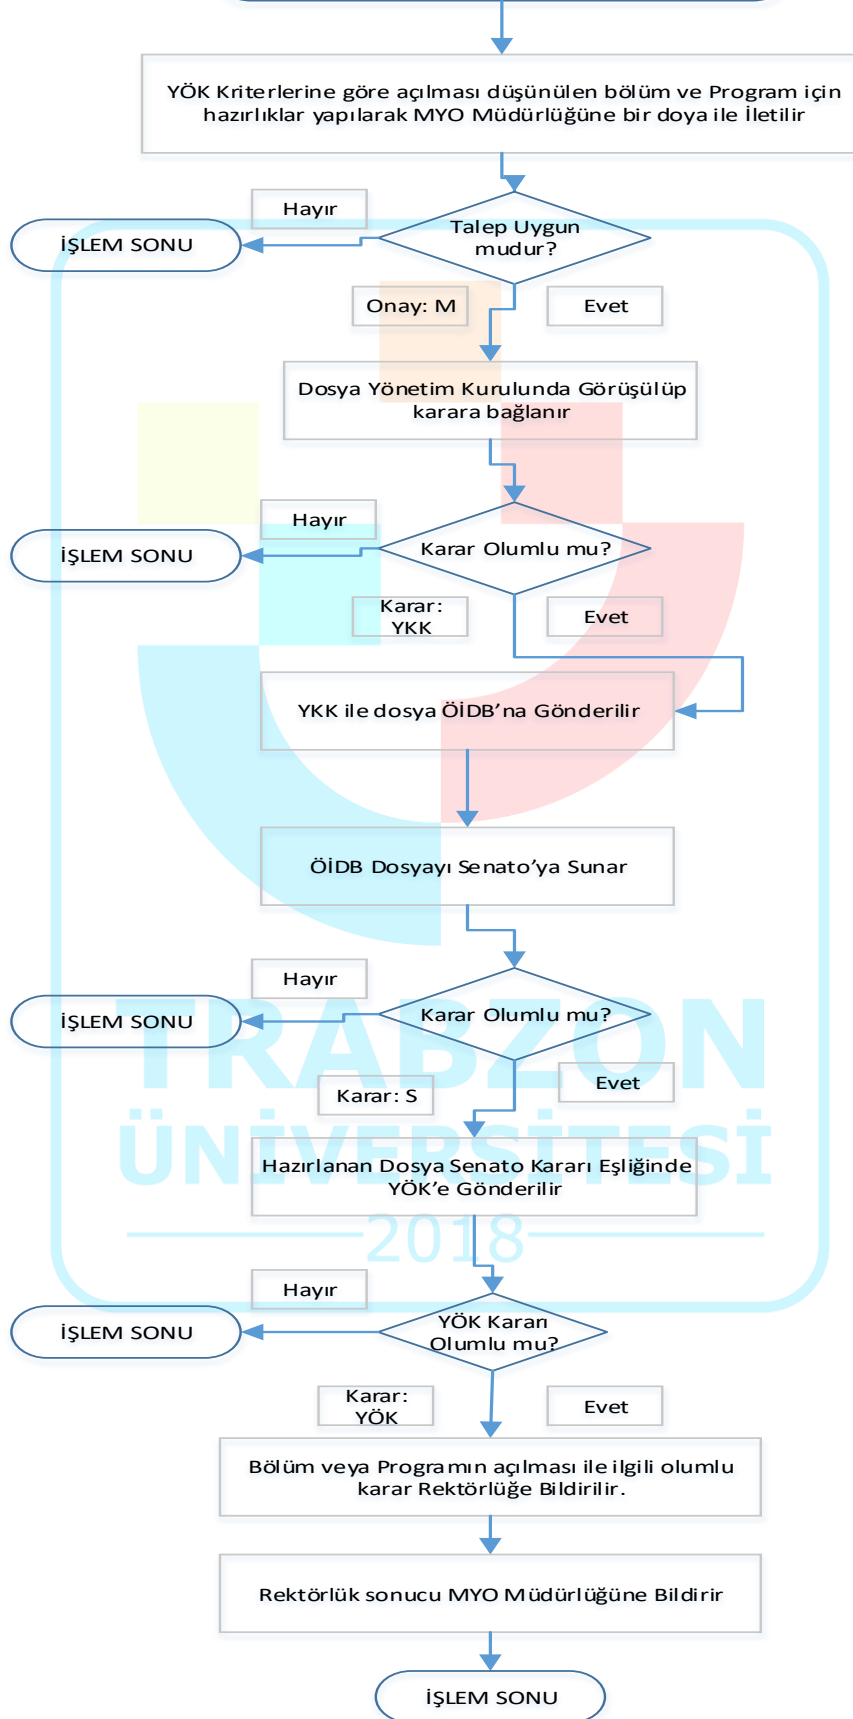 YÖK Kriterlerine göre açılması düşünülen bölüm ve Program için
hazırlıklar yapılarak MYO Müdürlüğüne bir doya ile İletilir
Hayır
Talep Uygun
mudur?
İŞLEM SONU
Onay: M
Evet
Dosya Yönetim Kurulunda Görüşülüp
karara bağlanır
Hayır
Karar Olumlu mu?
İŞLEM SONU
Karar:
YKK
Evet
YKK ile dosya ÖİDB’na Gönderilir
ÖİDB Dosyayı Senato’ya Sunar
Hayır
Karar Olumlu mu?
İŞLEM SONU
TRABZON
Karar: S
Evet
ÜNİVERSİTESİ
Hazırlanan Dosya Senato Kararı Eşliğinde
YÖK’e Gönderilir
2018
Hayır
YÖK Kararı
Olumlu mu?
İŞLEM SONU
Karar:
YÖK
Evet
Bölüm veya Programın açılması ile ilgili olumlu
karar Rektörlüğe Bildirilir.
Rektörlük sonucu MYO Müdürlüğüne Bildirir
İŞLEM SONU